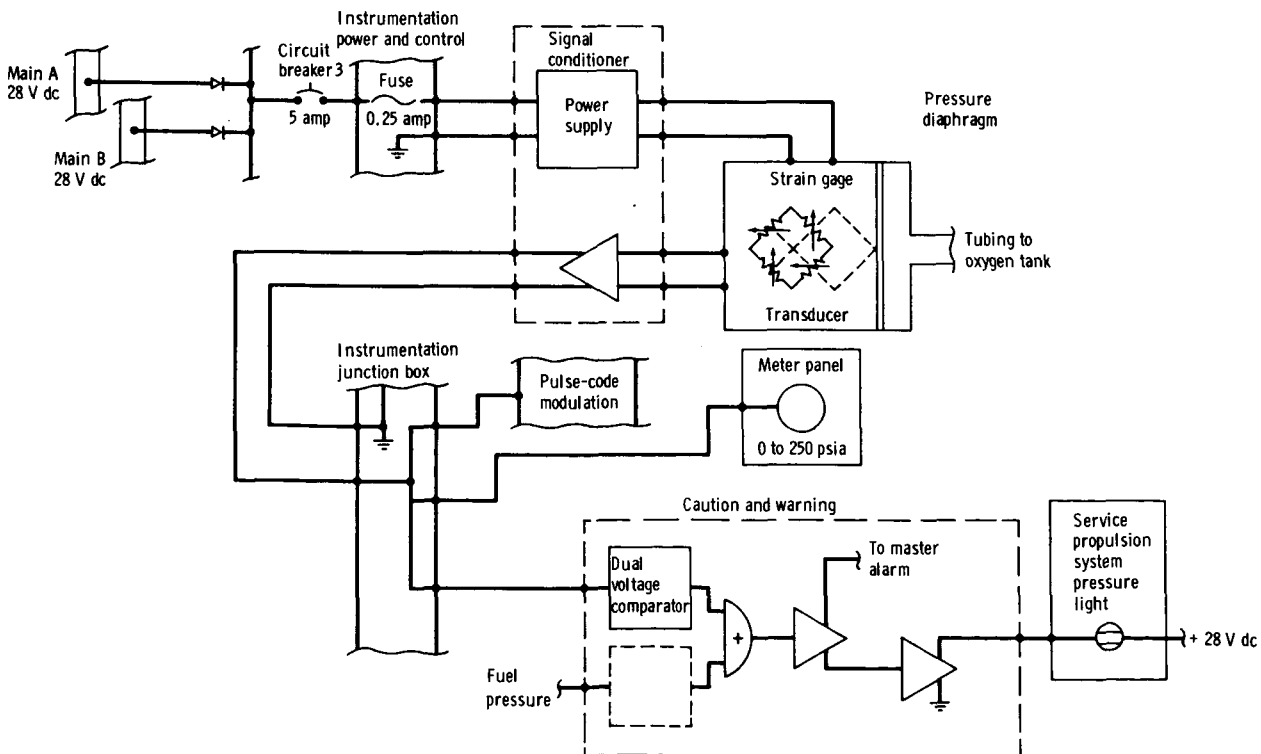 Main A
28 V dc
Main B
28 V dc
Circuit
breaker 3
5 amp
Instrumentation
power and control
Fuse
0.25 amp
Signal
conditioner
Power
supply
Pressure
diaphragm
Strain gage
Transducer
Tubing to
oxygen tank
Instrumentation
junction box
Pulse-code
modulation
Meter panel
0 to 250 psia
Caution and warning
Dual
voltage
comparator
+
To master
alarm
Fuel
pressure
Service
propulsion
system
pressure
light
+ 28 V dc